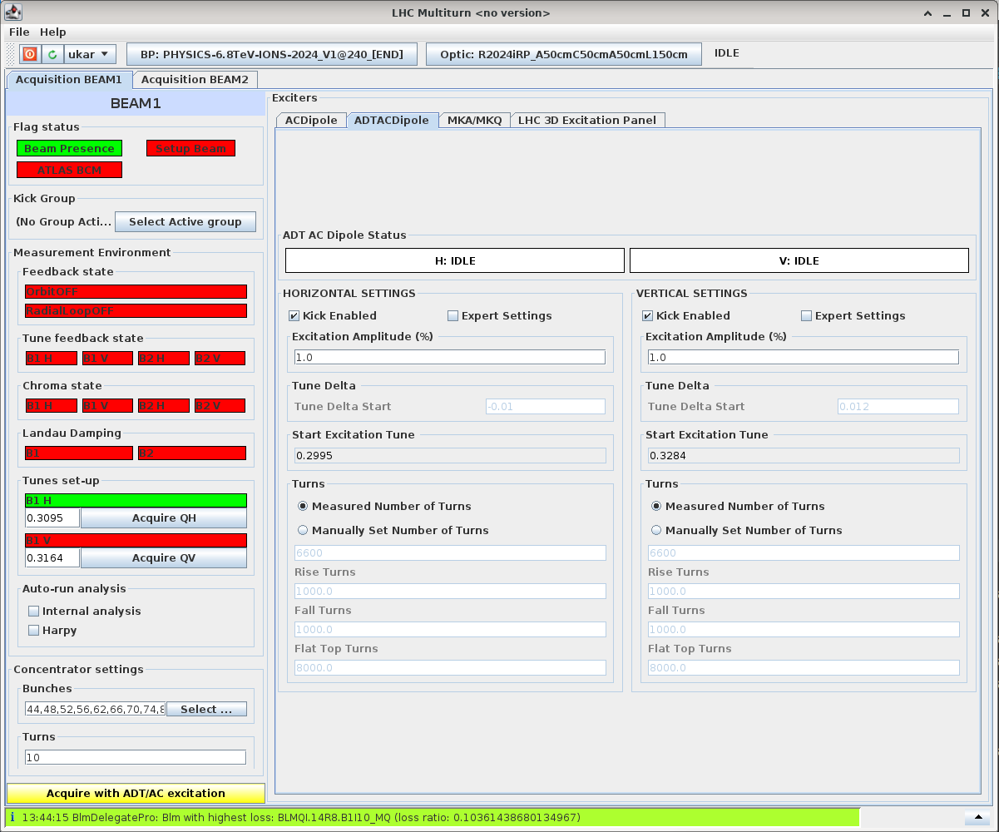 LHC Multiturn <no version>
File Help
ukar BP: PHYSICS-6.8TeV-IONS-2024_V1@240_[END] Optic: R2024iRP_A50cmC50cmA50cmL150cm IDLE
Acquisition BEAM1 Acquisition BEAM2
BEAM1
Flag status
Beam Presence Setup Beam
ATLAS BCM
Kick Group
(No Group Acti... Select Active group
Measurement Environment
Feedback state
OrbitOFF
RadialLoopOFF
Tune feedback state
B1 H B1 V B2 H B2 V
Chroma state
B1 H B1 V B2 H B2 V
Landau Damping
B1 B2
Tunes set-up
B1 H
0.3095 Acquire QH
B1 V
0.3164 Acquire QV
Auto-run analysis
Internal analysis
Harpy
Concentrator settings
Bunches
44,48,52,56,62,66,70,74,8 Select ...
Turns
10
Acquire with ADT/AC excitation
Exciters
ACDipole ADTACDipole MKA/MKQ LHC 3D Excitation Panel
ADT AC Dipole Status
H: IDLE V: IDLE
HORIZONTAL SETTINGS
Kick Enabled Expert Settings
Excitation Amplitude (%)
1.0
Tune Delta
Tune Delta Start -0.01
Start Excitation Tune
0.2995
Turns
Measured Number of Turns
Manually Set Number of Turns
6600
Rise Turns
1000.0
Fall Turns
1000.0
Flat Top Turns
8000.0
VERTICAL SETTINGS
Kick Enabled Expert Settings
Excitation Amplitude (%)
1.0
Tune Delta
Tune Delta Start 0.012
Start Excitation Tune
0.3284
Turns
Measured Number of Turns
Manually Set Number of Turns
6600
Rise Turns
1000.0
Fall Turns
1000.0
Flat Top Turns
8000.0
i 13:44:15 BlmDelegatePro: Blm with highest loss: BLMQI.14R8.B1I10_MQ (loss ratio: 0.10361438680134967)